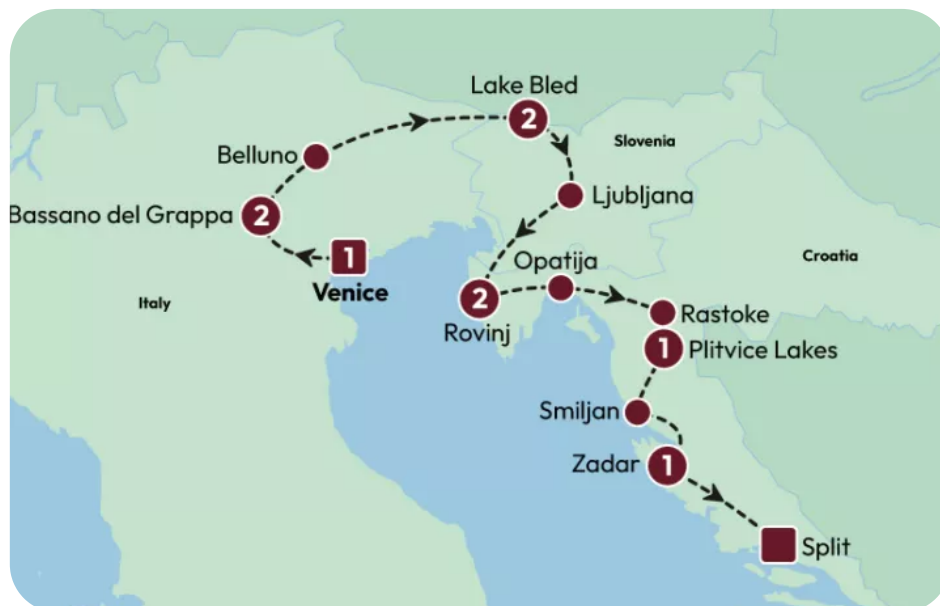 Lake Bled
2
Slovenia
Belluno
Ljubljana
Bassano del Grappa
2
1
Venice
Opatija
Croatia
Italy
2
Rovinj
Rastoke
1
Plitvice Lakes
Smiljan
Zadar
1
Split